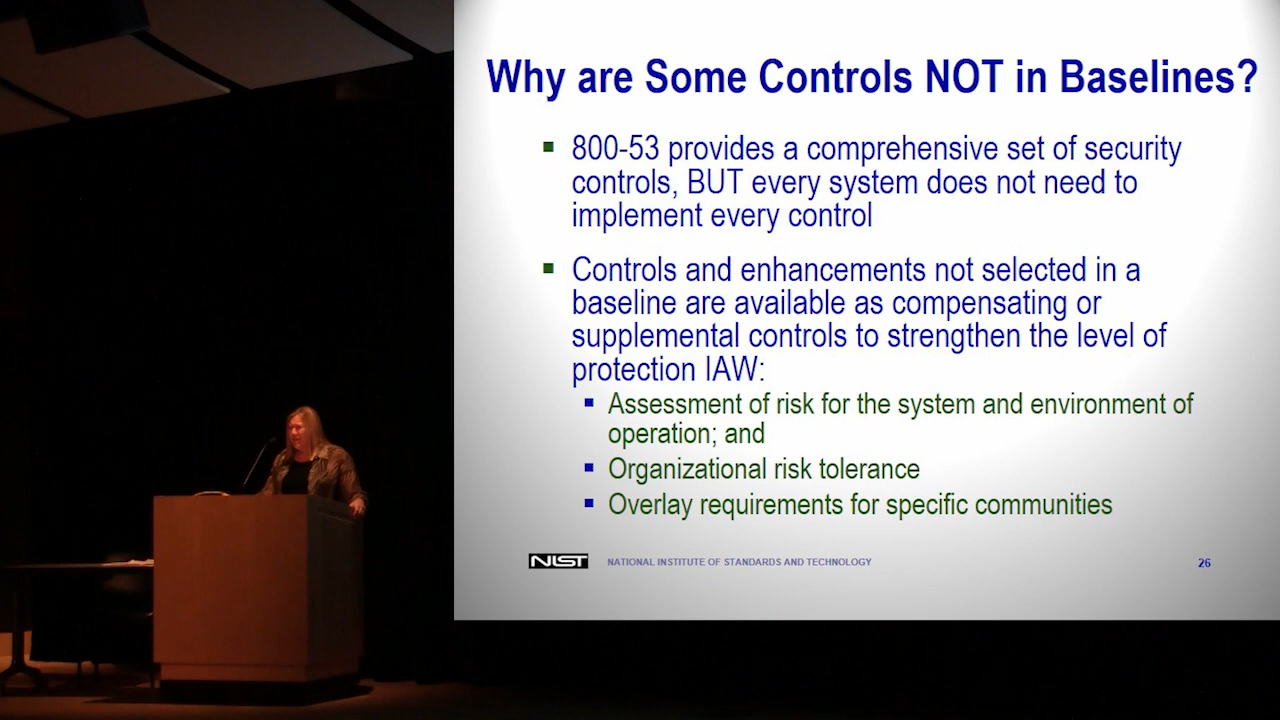 Why are Some Controls NOT in Baselines?
800-53 provides a comprehensive set of security
controls, BUT every system does not need to
implement every control
Controls and enhancements not selected in a
baseline are available as compensating or
supplemental controls to strengthen the level of
protection IAW:
Assessment of risk for the system and environment of
operation; and
Organizational risk tolerance
Overlay requirements for specific communities
NIST NATIONAL INSTITUTE OF STANDARDS AND TECHNOLOGY 26